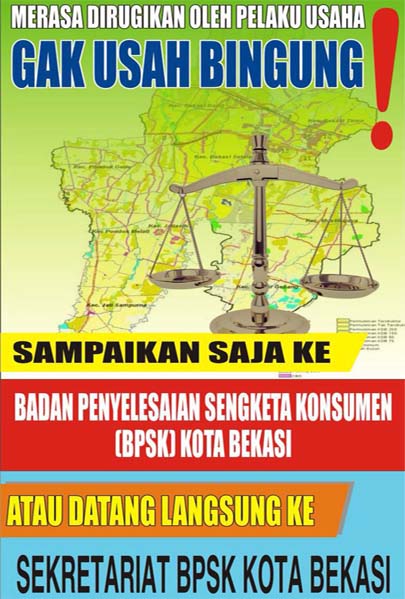 MERASA DIRUGIKAN OLEH PELAKU USAHA
GAK USAH BINGUNG!
SAMPAIKAN SAJA KE
BADAN PENYELESAIAN SENGKETA KONSUMEN
(BPSK) KOTA BEKASI
ATAU DATANG LANGSUNG KE
SEKRETARIAT BPSK KOTA BEKASI